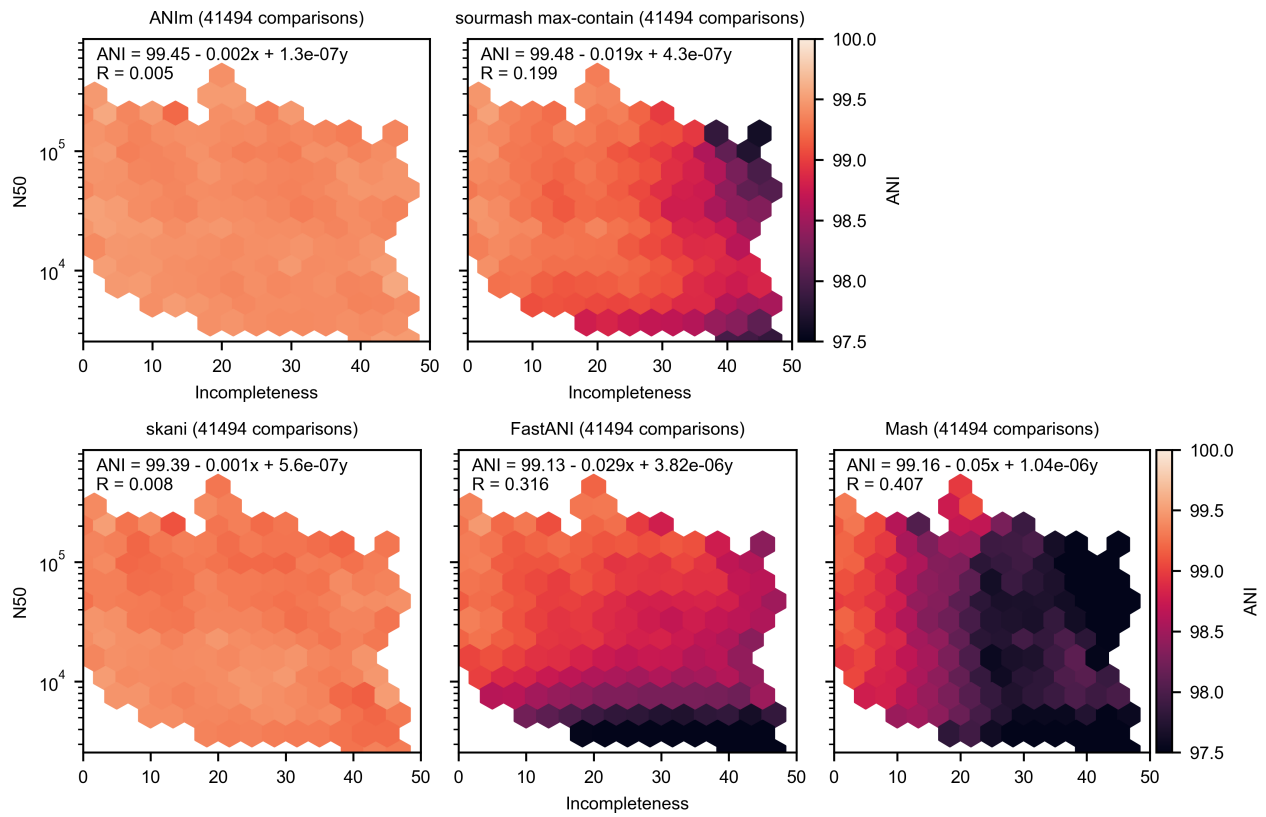 ANIm (41494 comparisons)
ANI = 99.45 - 0.002x + 1.3e-07y
R = 0.005
N50
10^5
10^4
0 10 20 30 40 50
Incompleteness
sourmash max-contain (41494 comparisons)
ANI = 99.48 - 0.019x + 4.3e-07y
R = 0.199
0 10 20 30 40 50
Incompleteness
100.0
99.5
99.0
98.5
98.0
97.5
ANI
skani (41494 comparisons)
ANI = 99.39 - 0.001x + 5.6e-07y
R = 0.008
N50
10^5
10^4
0 10 20 30 40 50
FastANI (41494 comparisons)
ANI = 99.13 - 0.029x + 3.82e-06y
R = 0.316
0 10 20 30 40 50
Incompleteness
Mash (41494 comparisons)
ANI = 99.16 - 0.05x + 1.04e-06y
R = 0.407
0 10 20 30 40 50
100.0
99.5
99.0
98.5
98.0
97.5
ANI